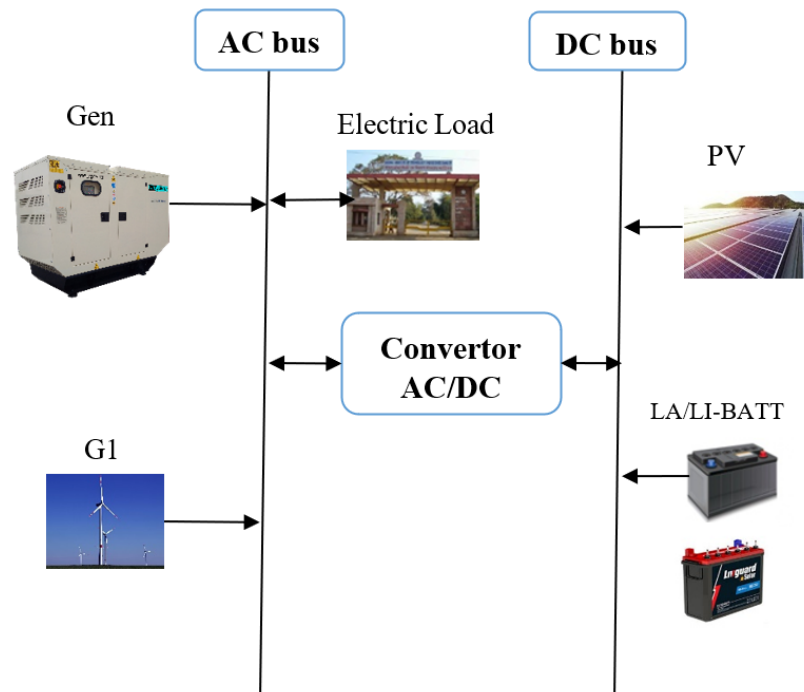 AC bus
DC bus
Gen
Electric Load
PV
Convertor
AC/DC
LA/LI-BATT
G1